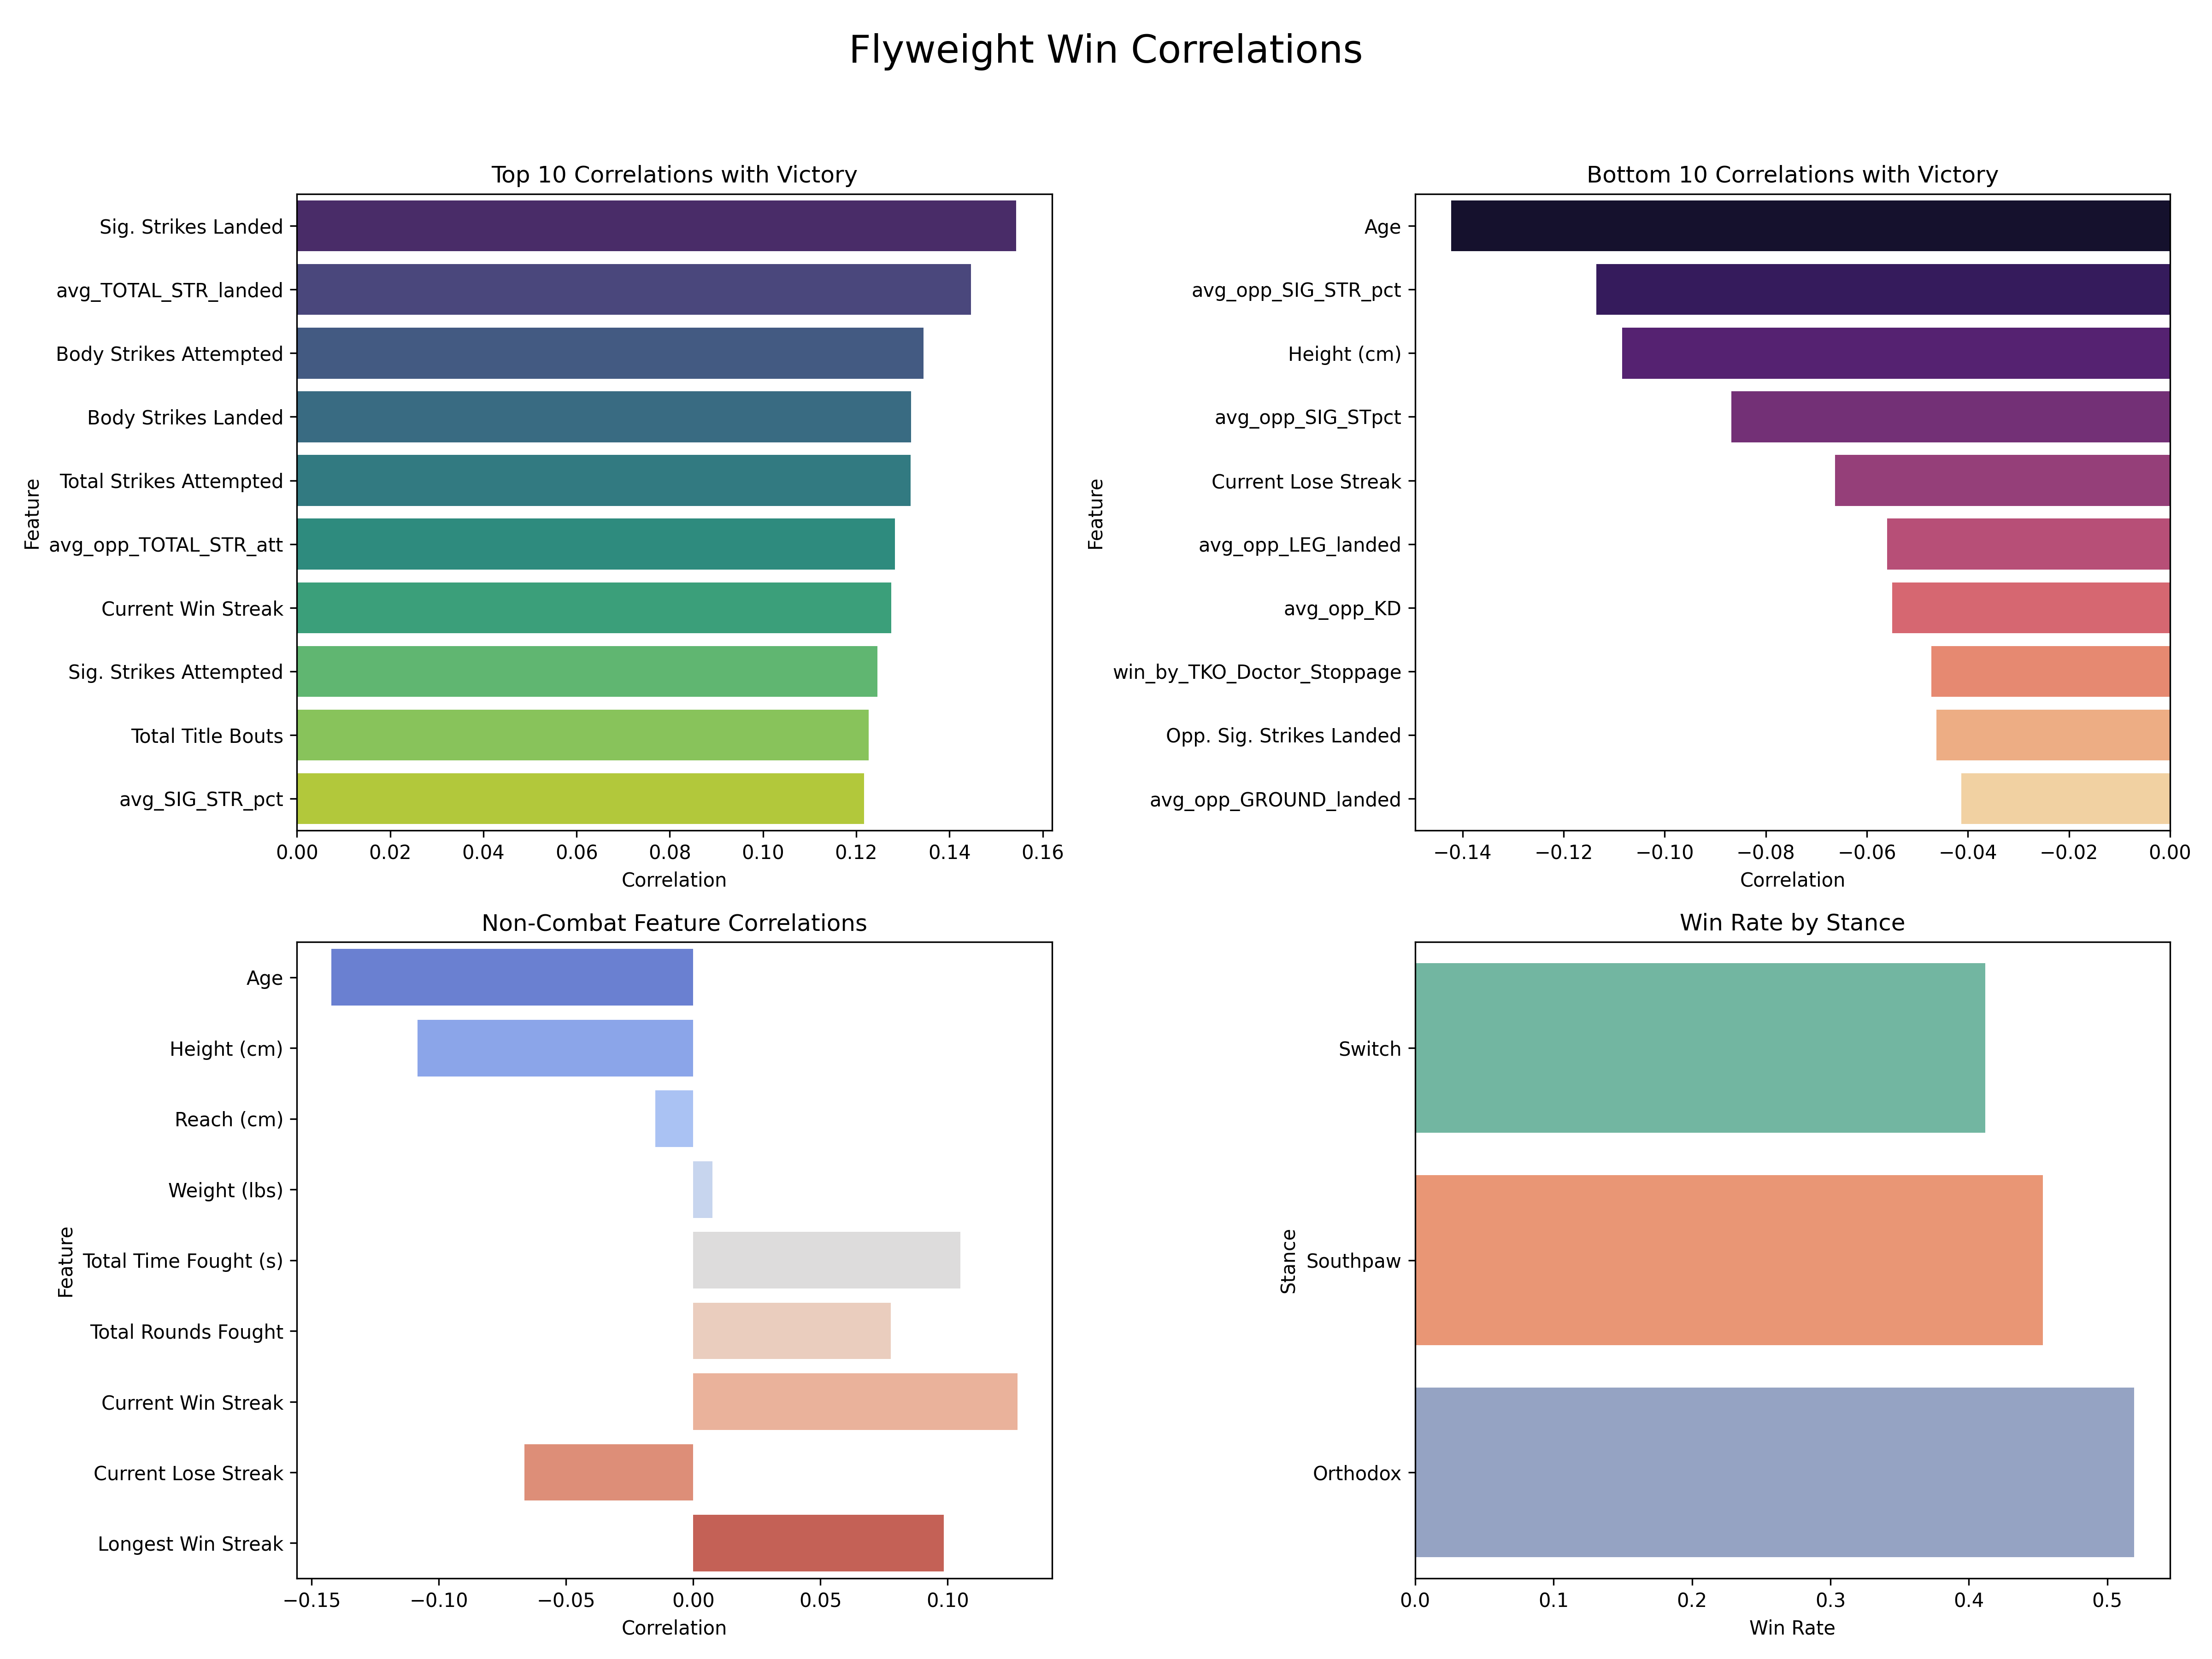 Flyweight Win Correlations
Top 10 Correlations with Victory
Feature
Sig. Strikes Landed
avg_TOTAL_STR_landed
Body Strikes Attempted
Body Strikes Landed
Total Strikes Attempted
avg_opp_TOTAL_STR_att
Current Win Streak
Sig. Strikes Attempted
Total Title Bouts
avg_SIG_STR_pct
0.00 0.02 0.04 0.06 0.08 0.10 0.12 0.14 0.16
Correlation
Bottom 10 Correlations with Victory
Feature
Age
avg_opp_SIG_STR_pct
Height (cm)
avg_opp_SIG_STpct
Current Lose Streak
avg_opp_LEG_landed
avg_opp_KD
win_by_TKO_Doctor_Stoppage
Opp. Sig. Strikes Landed
avg_opp_GROUND_landed
−0.14 −0.12 −0.10 −0.08 −0.06 −0.04 −0.02 0.00
Correlation
Non-Combat Feature Correlations
Feature
Age
Height (cm)
Reach (cm)
Weight (lbs)
Total Time Fought (s)
Total Rounds Fought
Current Win Streak
Current Lose Streak
Longest Win Streak
−0.15 −0.10 −0.05 0.00 0.05 0.10
Correlation
Win Rate by Stance
Stance
Switch
Southpaw
Orthodox
0.0 0.1 0.2 0.3 0.4 0.5
Win Rate